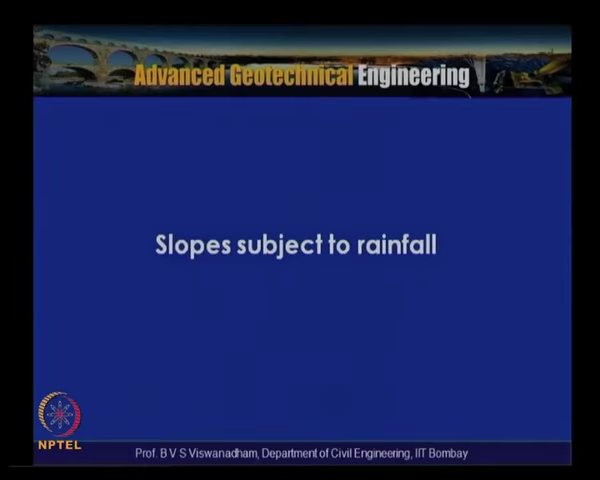 Advanced Geotechnical Engineering
Slopes subject to rainfall
NPTEL
Prof. B V S Viswanadham, Department of Civil Engineering, IIT Bombay